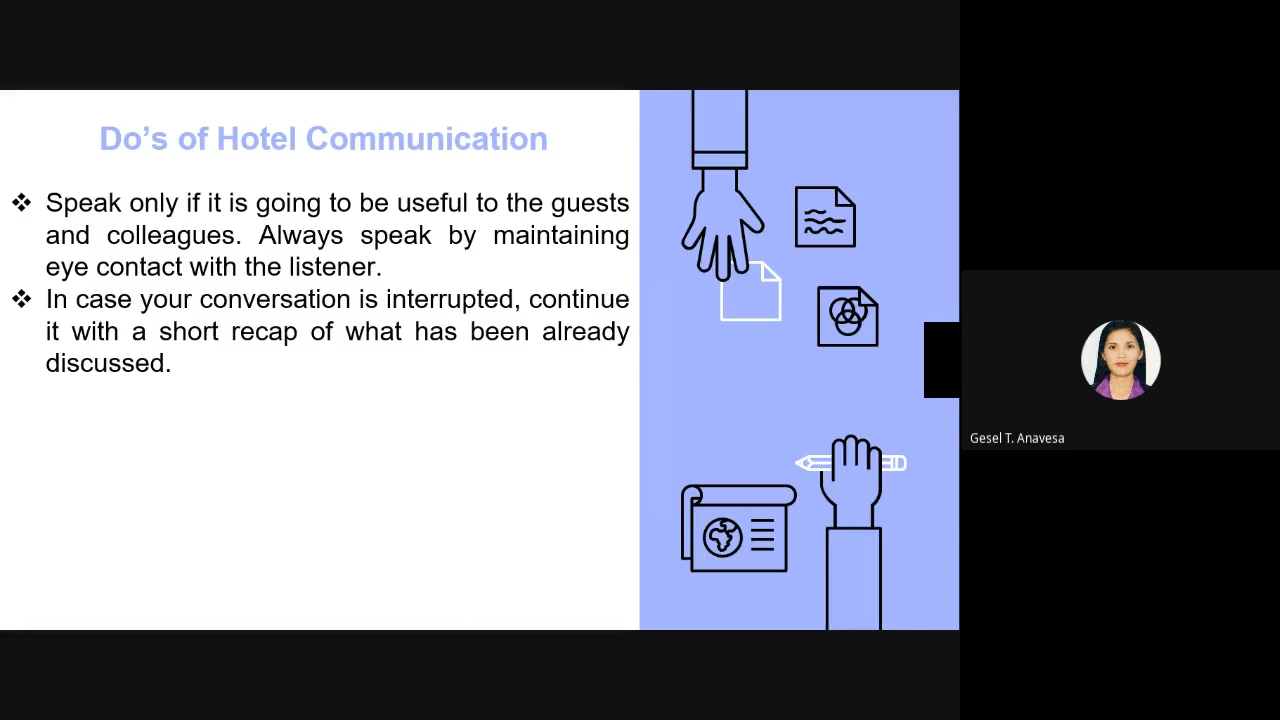 Do’s of Hotel Communication
❖ Speak only if it is going to be useful to the guests
and colleagues. Always speak by maintaining
eye contact with the listener.
❖ In case your conversation is interrupted, continue
it with a short recap of what has been already
discussed.
Gesel T. Anavesa